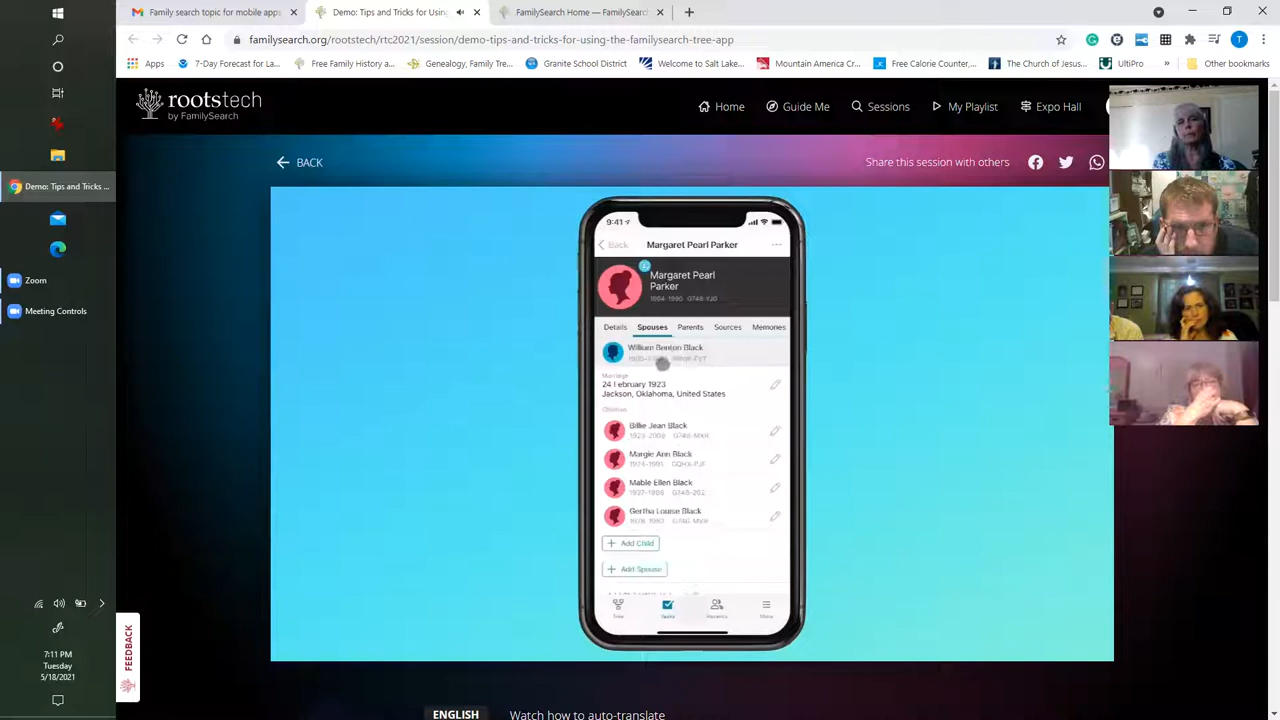 Family search topic for mobile apps
Demo: Tips and Tricks for Using
FamilySearch Home — FamilySearch
familysearch.org/rootstech/rtc2021/session/demo-tips-and-tricks-for-using-the-familysearch-tree-app
T
Apps
7-Day Forecast for La...
Free Family History a...
Genealogy, Family Tre...
Granite School District
Welcome to Salt Lake...
Mountain America Cr...
Free Calorie Counter,...
The Church of Jesus...
UltiPro
»
Other bookmarks
rootstech
by FamilySearch
Home
Guide Me
Sessions
My Playlist
Expo Hall
BACK
Share this session with others
9:41
Back
Margaret Pearl Parker
Margaret Pearl
Parker
Details
Spouses
Parents
Sources
Memories
William Benton Black
Marriage
24 February 1923
Jackson, Oklahoma, United States
Children
Billie Jean Black
Margie Ann Black
Mable Ellen Black
Gertha Louise Black
+ Add Child
+ Add Spouse
Tree
Tasks
Recents
More
ENGLISH
Watch how to auto-translate
FEEDBACK
Demo: Tips and Tricks ...
Zoom
Meeting Controls
7:11 PM
Tuesday
5/18/2021